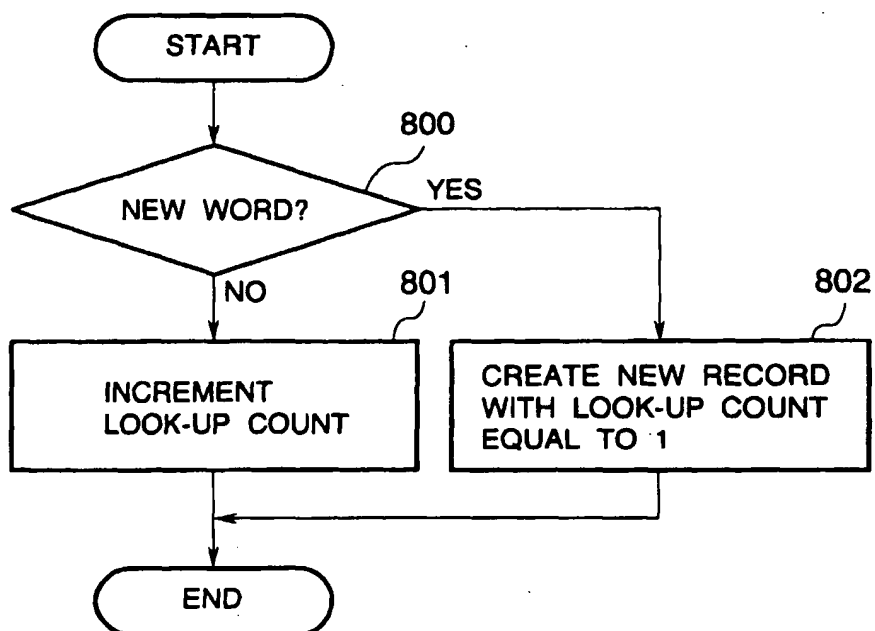 START
800
NEW WORD?
YES
NO
801
802
INCREMENT
LOOK-UP COUNT
CREATE NEW RECORD
WITH LOOK-UP COUNT
EQUAL TO 1
END